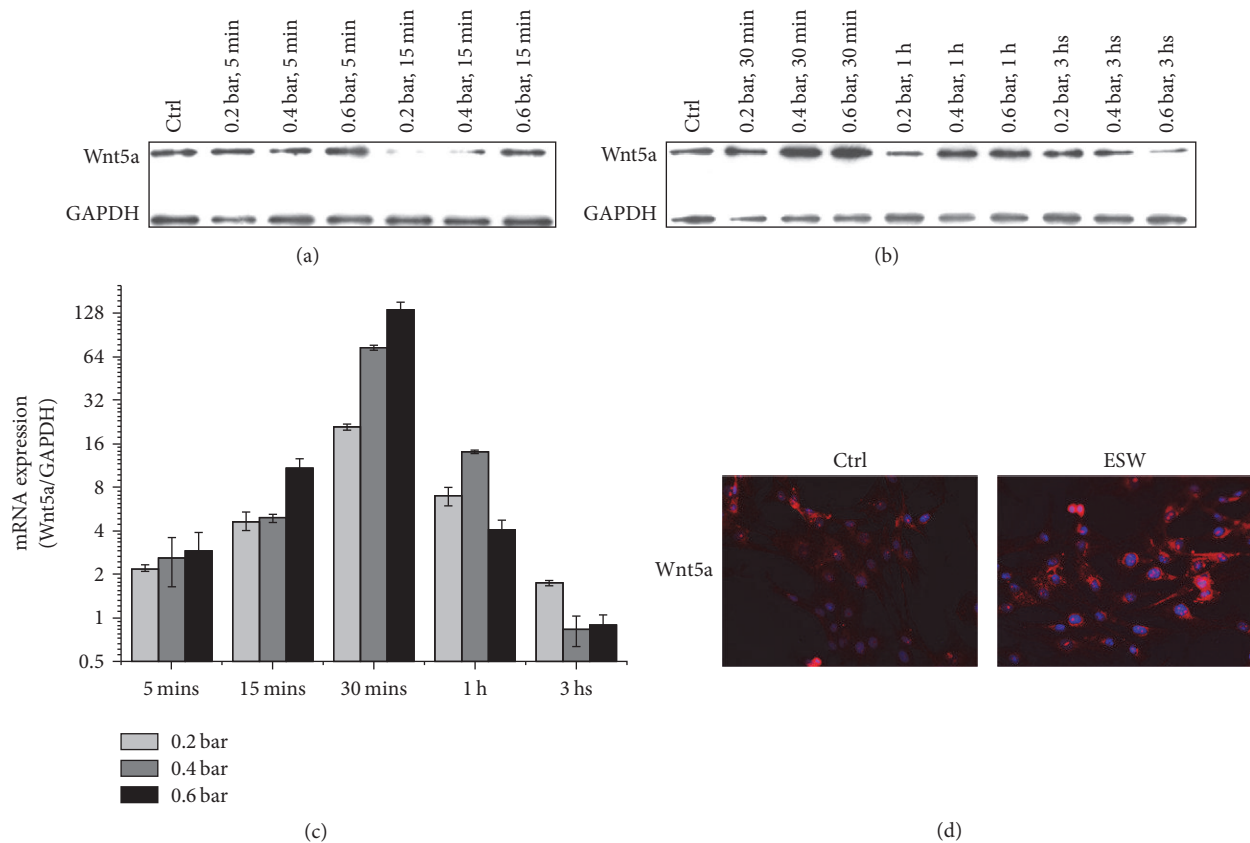 Ctrl
0.2 bar, 5 min
0.4 bar, 5 min
0.6 bar, 5 min
0.2 bar, 15 min
0.4 bar, 15 min
0.6 bar, 15 min
Wnt5a
GAPDH
(a)
Ctrl
0.2 bar, 30 min
0.4 bar, 30 min
0.6 bar, 30 min
0.2 bar, 1 h
0.4 bar, 1 h
0.6 bar, 1 h
0.2 bar, 3 hs
0.4 bar, 3 hs
0.6 bar, 3 hs
Wnt5a
GAPDH
(b)
mRNA expression
(Wnt5a/GAPDH)
128
64
32
16
8
4
2
1
0.5
5 mins
15 mins
30 mins
1 h
3 hs
0.2 bar
0.4 bar
0.6 bar
(c)
Ctrl
ESW
Wnt5a
(d)